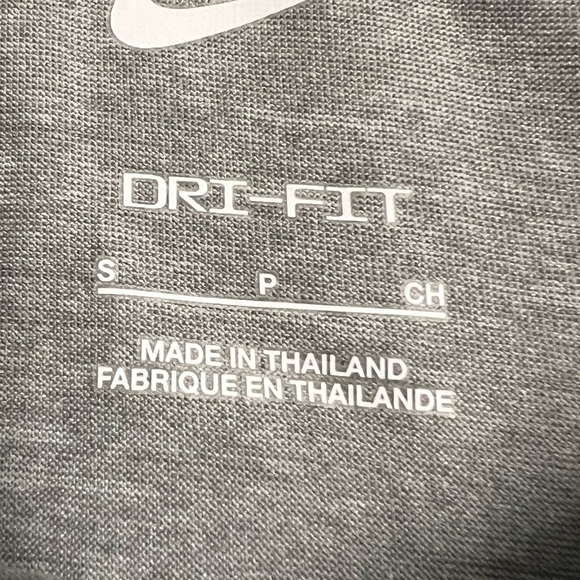 DRI-FIT
S P CH
MADE IN THAILAND
FABRIQUE EN THAILANDE